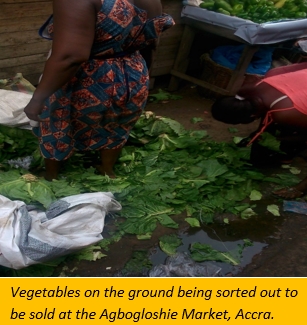 Vegetables on the ground being sorted out to
be sold at the Agbogloshie Market, Accra.